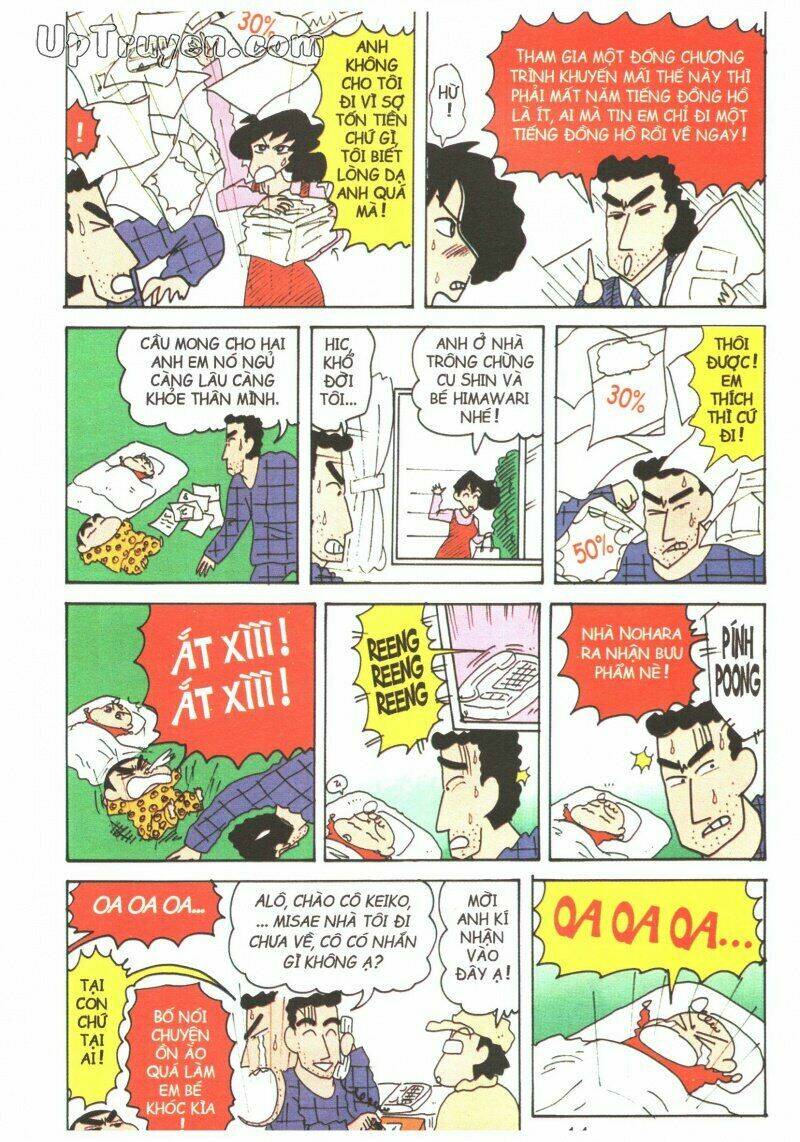 UpTruyen.com
THAM GIA MỘT ĐỐNG CHƯƠNG
TRÌNH KHUYẾN MÃI THẾ NÀY THÌ
PHẢI MẤT NĂM TIẾNG ĐỒNG HỒ
LÀ ÍT, AI MÀ TIN EM CHỈ ĐI MỘT
TIẾNG ĐỒNG HỒ RỒI VỀ NGAY!
HỪ
!
ANH
KHÔNG
CHO TÔI
ĐI VÌ SỢ
TỐN TIỀN
CHỨ GÌ,
TÔI BIẾT
LÒNG DẠ
ANH QUÁ
MÀ!
30%
!
THÔI
ĐƯỢC!
EM
THÍCH
THÌ CỨ
ĐI!
30%
50%
ANH Ở NHÀ
TRÔNG CHỪNG
CU SHIN VÀ
BÉ HIMAWARI
NHÉ!
HIC,
KHỔ
ĐỜI
TÔI...
CẦU MONG CHO HAI
ANH EM NÓ NGỦ
CÀNG LÂU CÀNG
KHỎE THÂN MÌNH.
PÍNH
POONG
NHÀ NOHARA
RA NHẬN BƯU
PHẨM NÈ!
REENG
REENG
REENG
ẮT XÌÌÌ!
ẮT XÌÌÌ!
OA OA OA...
MỜI
ANH KÍ
NHẬN
VÀO
ĐÂY Ạ!
ALÔ, CHÀO CÔ KEIKO,
... MISAE NHÀ TÔI ĐI
CHƯA VỀ, CÔ CÓ NHẮN
GÌ KHÔNG Ạ?
OA OA OA...
BỐ NÓI
CHUYỆN
ỒN ÀO
QUÁ LÀM
EM BÉ
KHÓC KÌA!
TẠI
CON
CHỨ
TẠI
AI!